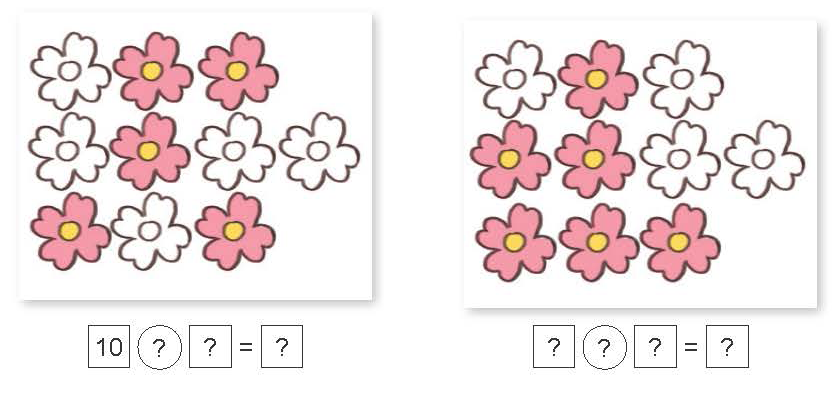 10 ? ? = ?
? ? ? = ?